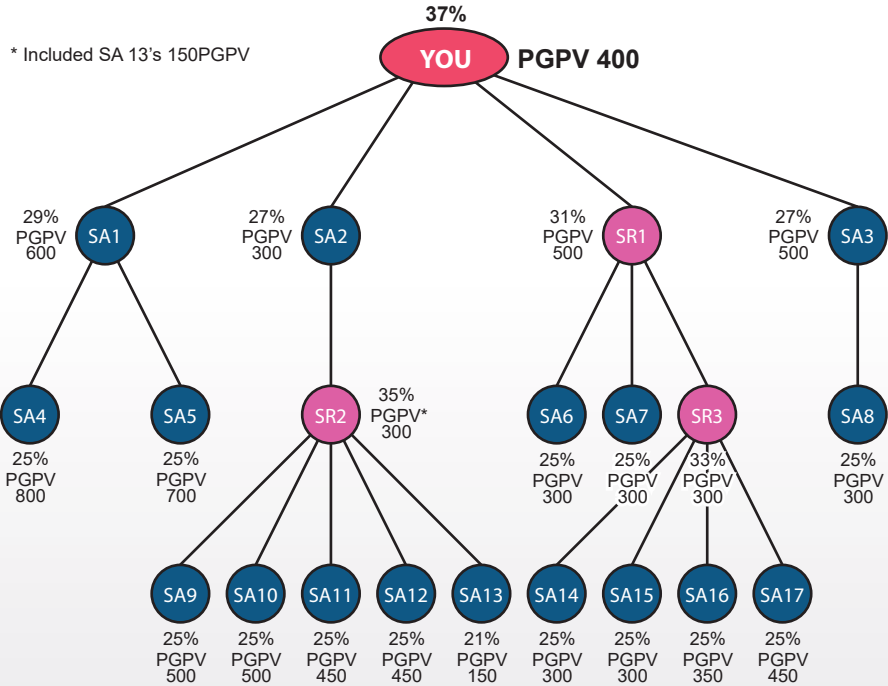 37%
* Included SA 13's 150PGPV
YOU
PGPV 400
29%
PGPV
600
SA1
27%
PGPV
300
SA2
31%
PGPV
500
SR1
27%
PGPV
500
SA3
SA4
25%
PGPV
800
SA5
25%
PGPV
700
SR2
35%
PGPV*
300
SA6
25%
PGPV
300
SA7
25%
PGPV
300
SR3
33%
PGPV
300
SA8
25%
PGPV
300
SA9
25%
PGPV
500
SA10
25%
PGPV
500
SA11
25%
PGPV
450
SA12
25%
PGPV
450
SA13
21%
PGPV
150
SA14
25%
PGPV
300
SA15
25%
PGPV
300
SA16
25%
PGPV
350
SA17
25%
PGPV
450